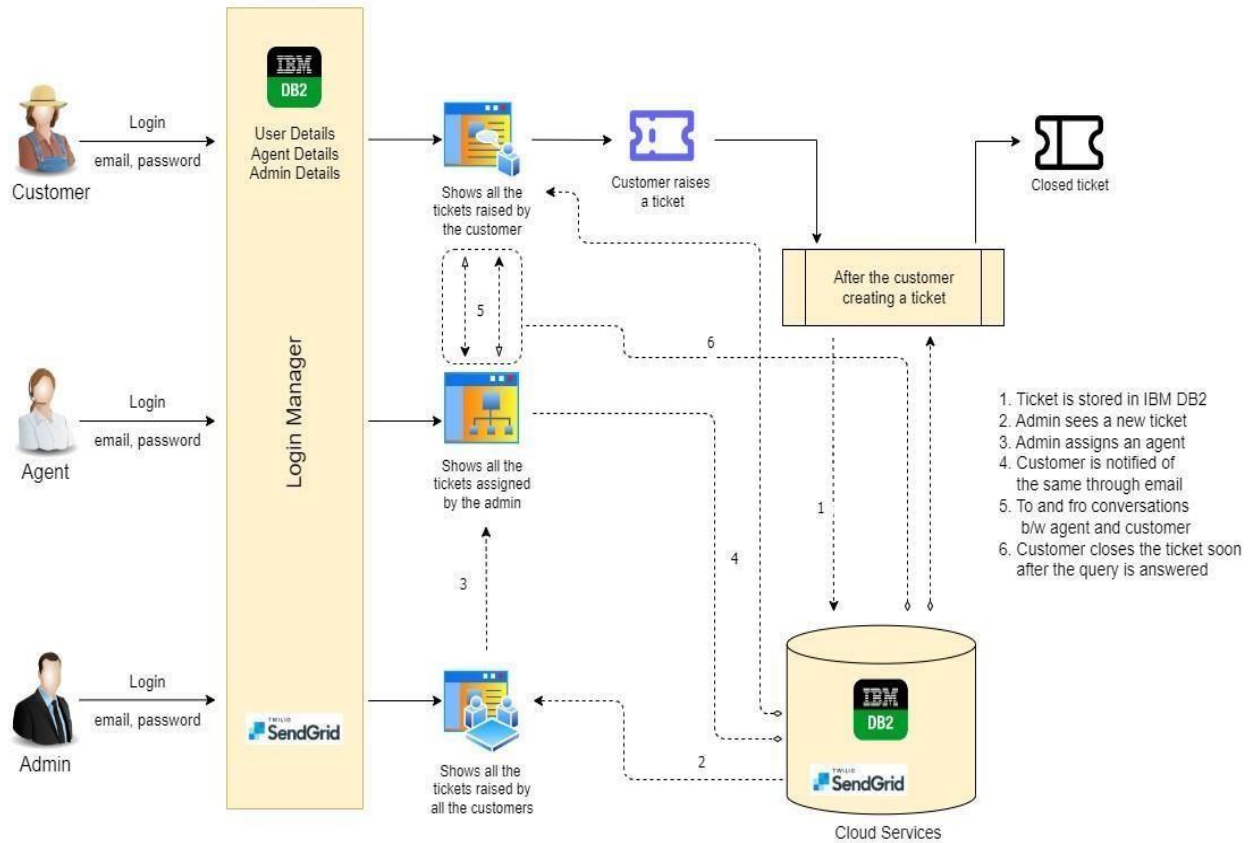 IBM
DB2
User Details
Agent Details
Admin Details
Login Manager
TWILIO
SendGrid
Login
email, password
Customer
Login
email, password
Agent
Login
email, password
Admin
Shows all the
tickets raised by
the customer
Customer raises
a ticket
Closed ticket
After the customer
creating a ticket
5
6
Shows all the
tickets assigned
by the admin
1
4
3
2
Shows all the
tickets raised by
all the customers
1. Ticket is stored in IBM DB2
2. Admin sees a new ticket
3. Admin assigns an agent
4. Customer is notified of
the same through email
5. To and fro conversations
b/w agent and customer
6. Customer closes the ticket soon
after the query is answered
IBM
DB2
TWILIO
SendGrid
Cloud Services